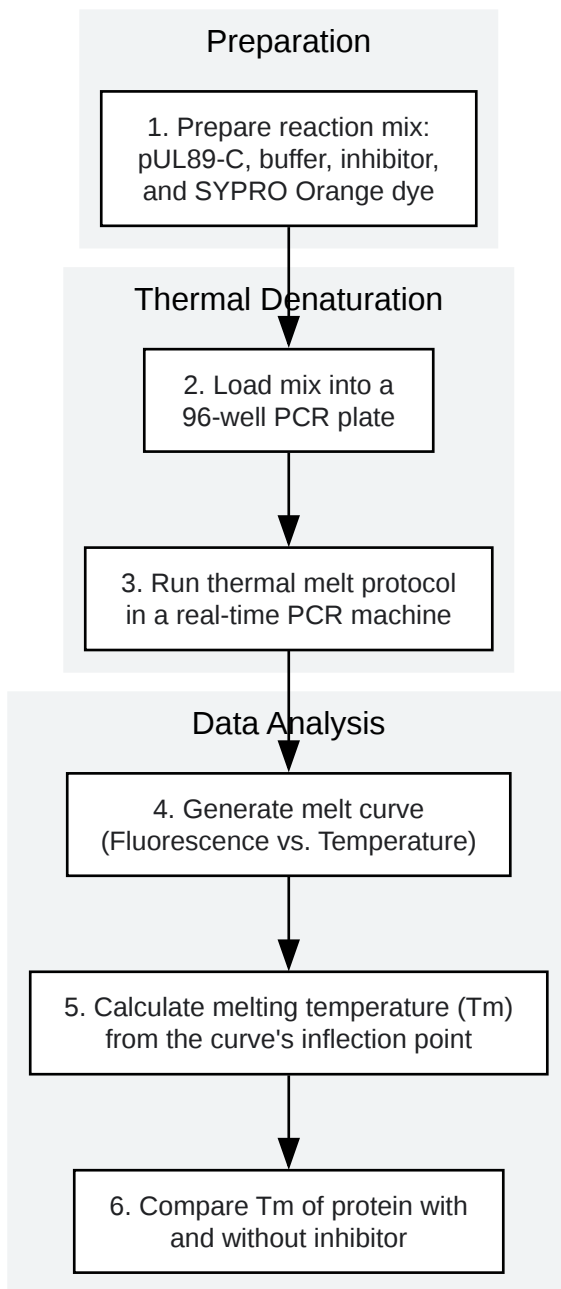 Preparation
1. Prepare reaction mix:
pUL89-C, buffer, inhibitor,
and SYPRO Orange dye
Thermal Denaturation
2. Load mix into a
96-well PCR plate
3. Run thermal melt protocol
in a real-time PCR machine
Data Analysis
4. Generate melt curve
(Fluorescence vs. Temperature)
5. Calculate melting temperature (Tm)
from the curve's inflection point
6. Compare Tm of protein with
and without inhibitor